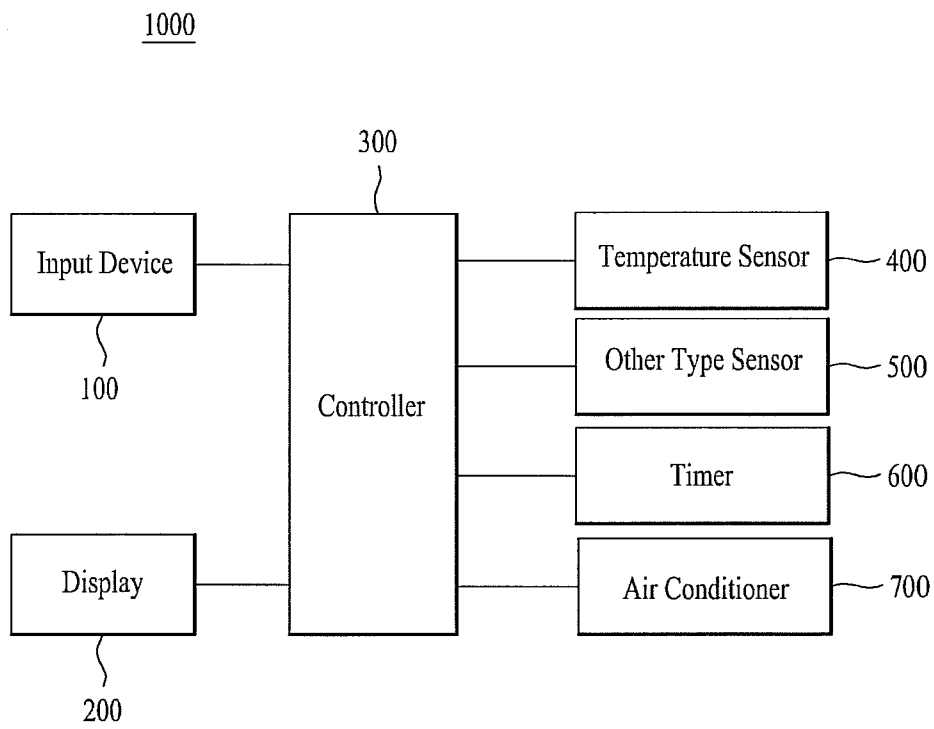 1000
300
Input Device
100
Controller
Temperature Sensor
400
Other Type Sensor
500
Timer
600
Display
200
Air Conditioner
700